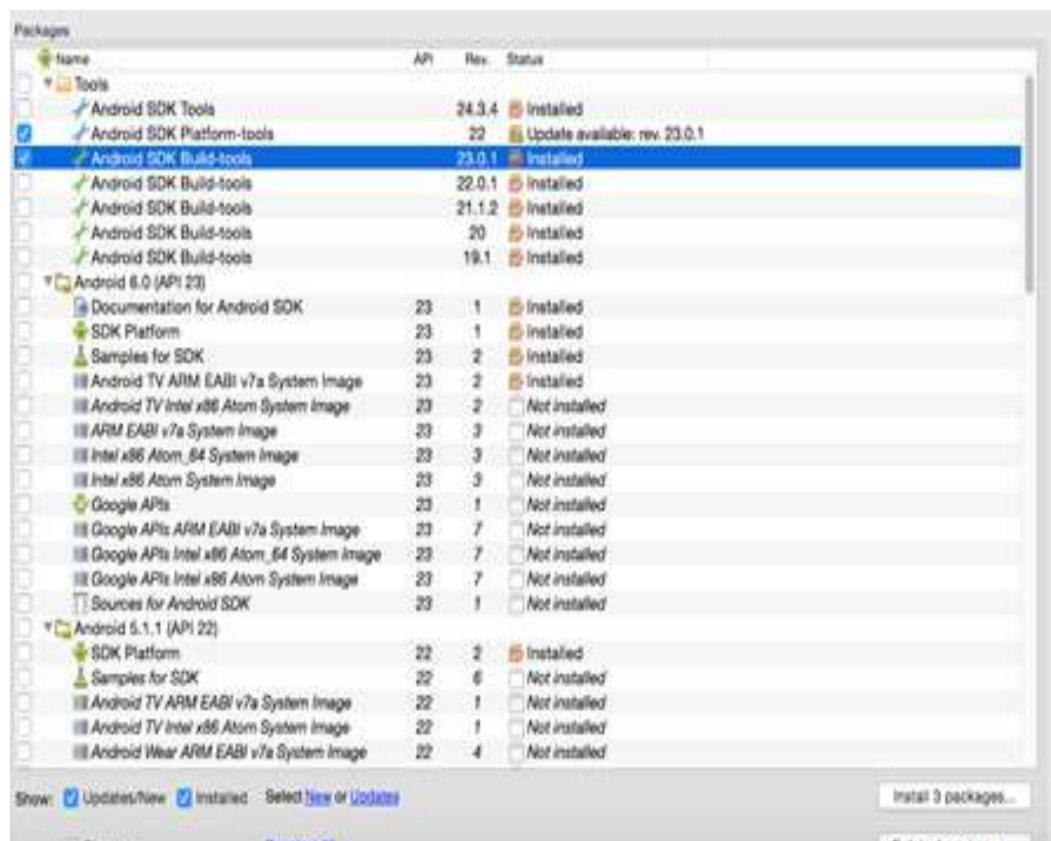 Packages
Name API Rev. Status
Tools
Android SDK Tools 24.3.4 Installed
Android SDK Platform-tools 22 Update available: rev. 23.0.1
Android SDK Build-tools 23.0.1 Installed
Android SDK Build-tools 22.0.1 Installed
Android SDK Build-tools 21.1.2 Installed
Android SDK Build-tools 20 Installed
Android SDK Build-tools 19.1 Installed
Android 6.0 (API 23)
Documentation for Android SDK 23 1 Installed
SDK Platform 23 1 Installed
Samples for SDK 23 2 Installed
Android TV ARM EABI v7a System Image 23 2 Installed
Android TV Intel x86 Atom System Image 23 2 Not installed
ARM EABI v7a System Image 23 3 Not installed
Intel x86 Atom_64 System Image 23 3 Not installed
Intel x86 Atom System Image 23 3 Not installed
Google APIs 23 1 Not installed
Google APIs ARM EABI v7a System Image 23 7 Not installed
Google APIs Intel x86 Atom_64 System Image 23 7 Not installed
Google APIs Intel x86 Atom System Image 23 7 Not installed
Sources for Android SDK 23 1 Not installed
Android 5.1.1 (API 22)
SDK Platform 22 2 Installed
Samples for SDK 22 6 Not installed
Android TV ARM EABI v7a System Image 22 1 Not installed
Android TV Intel x86 Atom System Image 22 1 Not installed
Android Wear ARM EABI v7a System Image 22 4 Not installed
Show: Updates/New Installed Select New or Updates Install 3 packages...